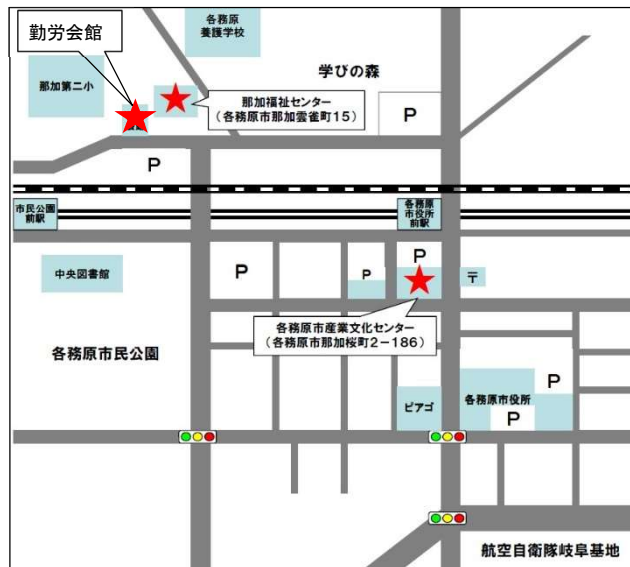 勤労会館
各務原
養護学校
那加第二小
学びの森
那加福祉センター
(各務原市那加雲雀町15)
P
P
市民公園
前駅
各務原
市役所
前駅
中央図書館
P
P
P
〒
各務原市産業文化センター
(各務原市那加桜町2-186)
各務原市民公園
ピアゴ
各務原市役所
P
P
航空自衛隊岐阜基地